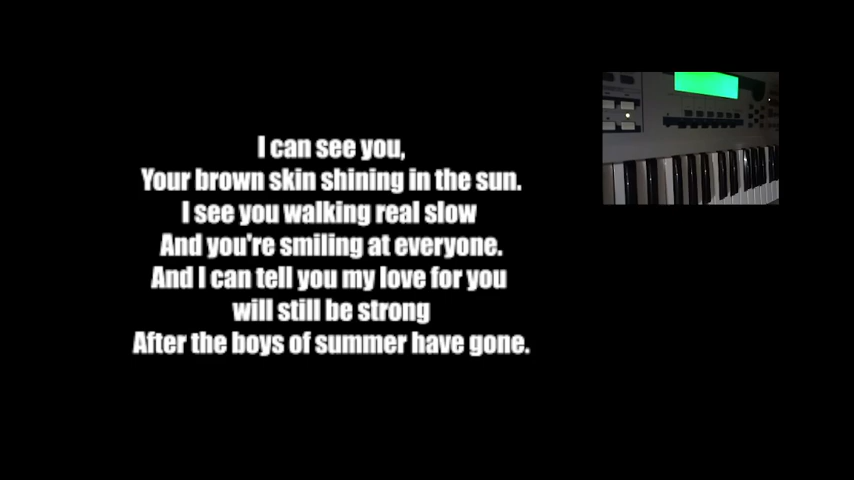 I can see you,
Your brown skin shining in the sun.
I see you walking real slow
And you're smiling at everyone.
And I can tell you my love for you
will still be strong
After the boys of summer have gone.